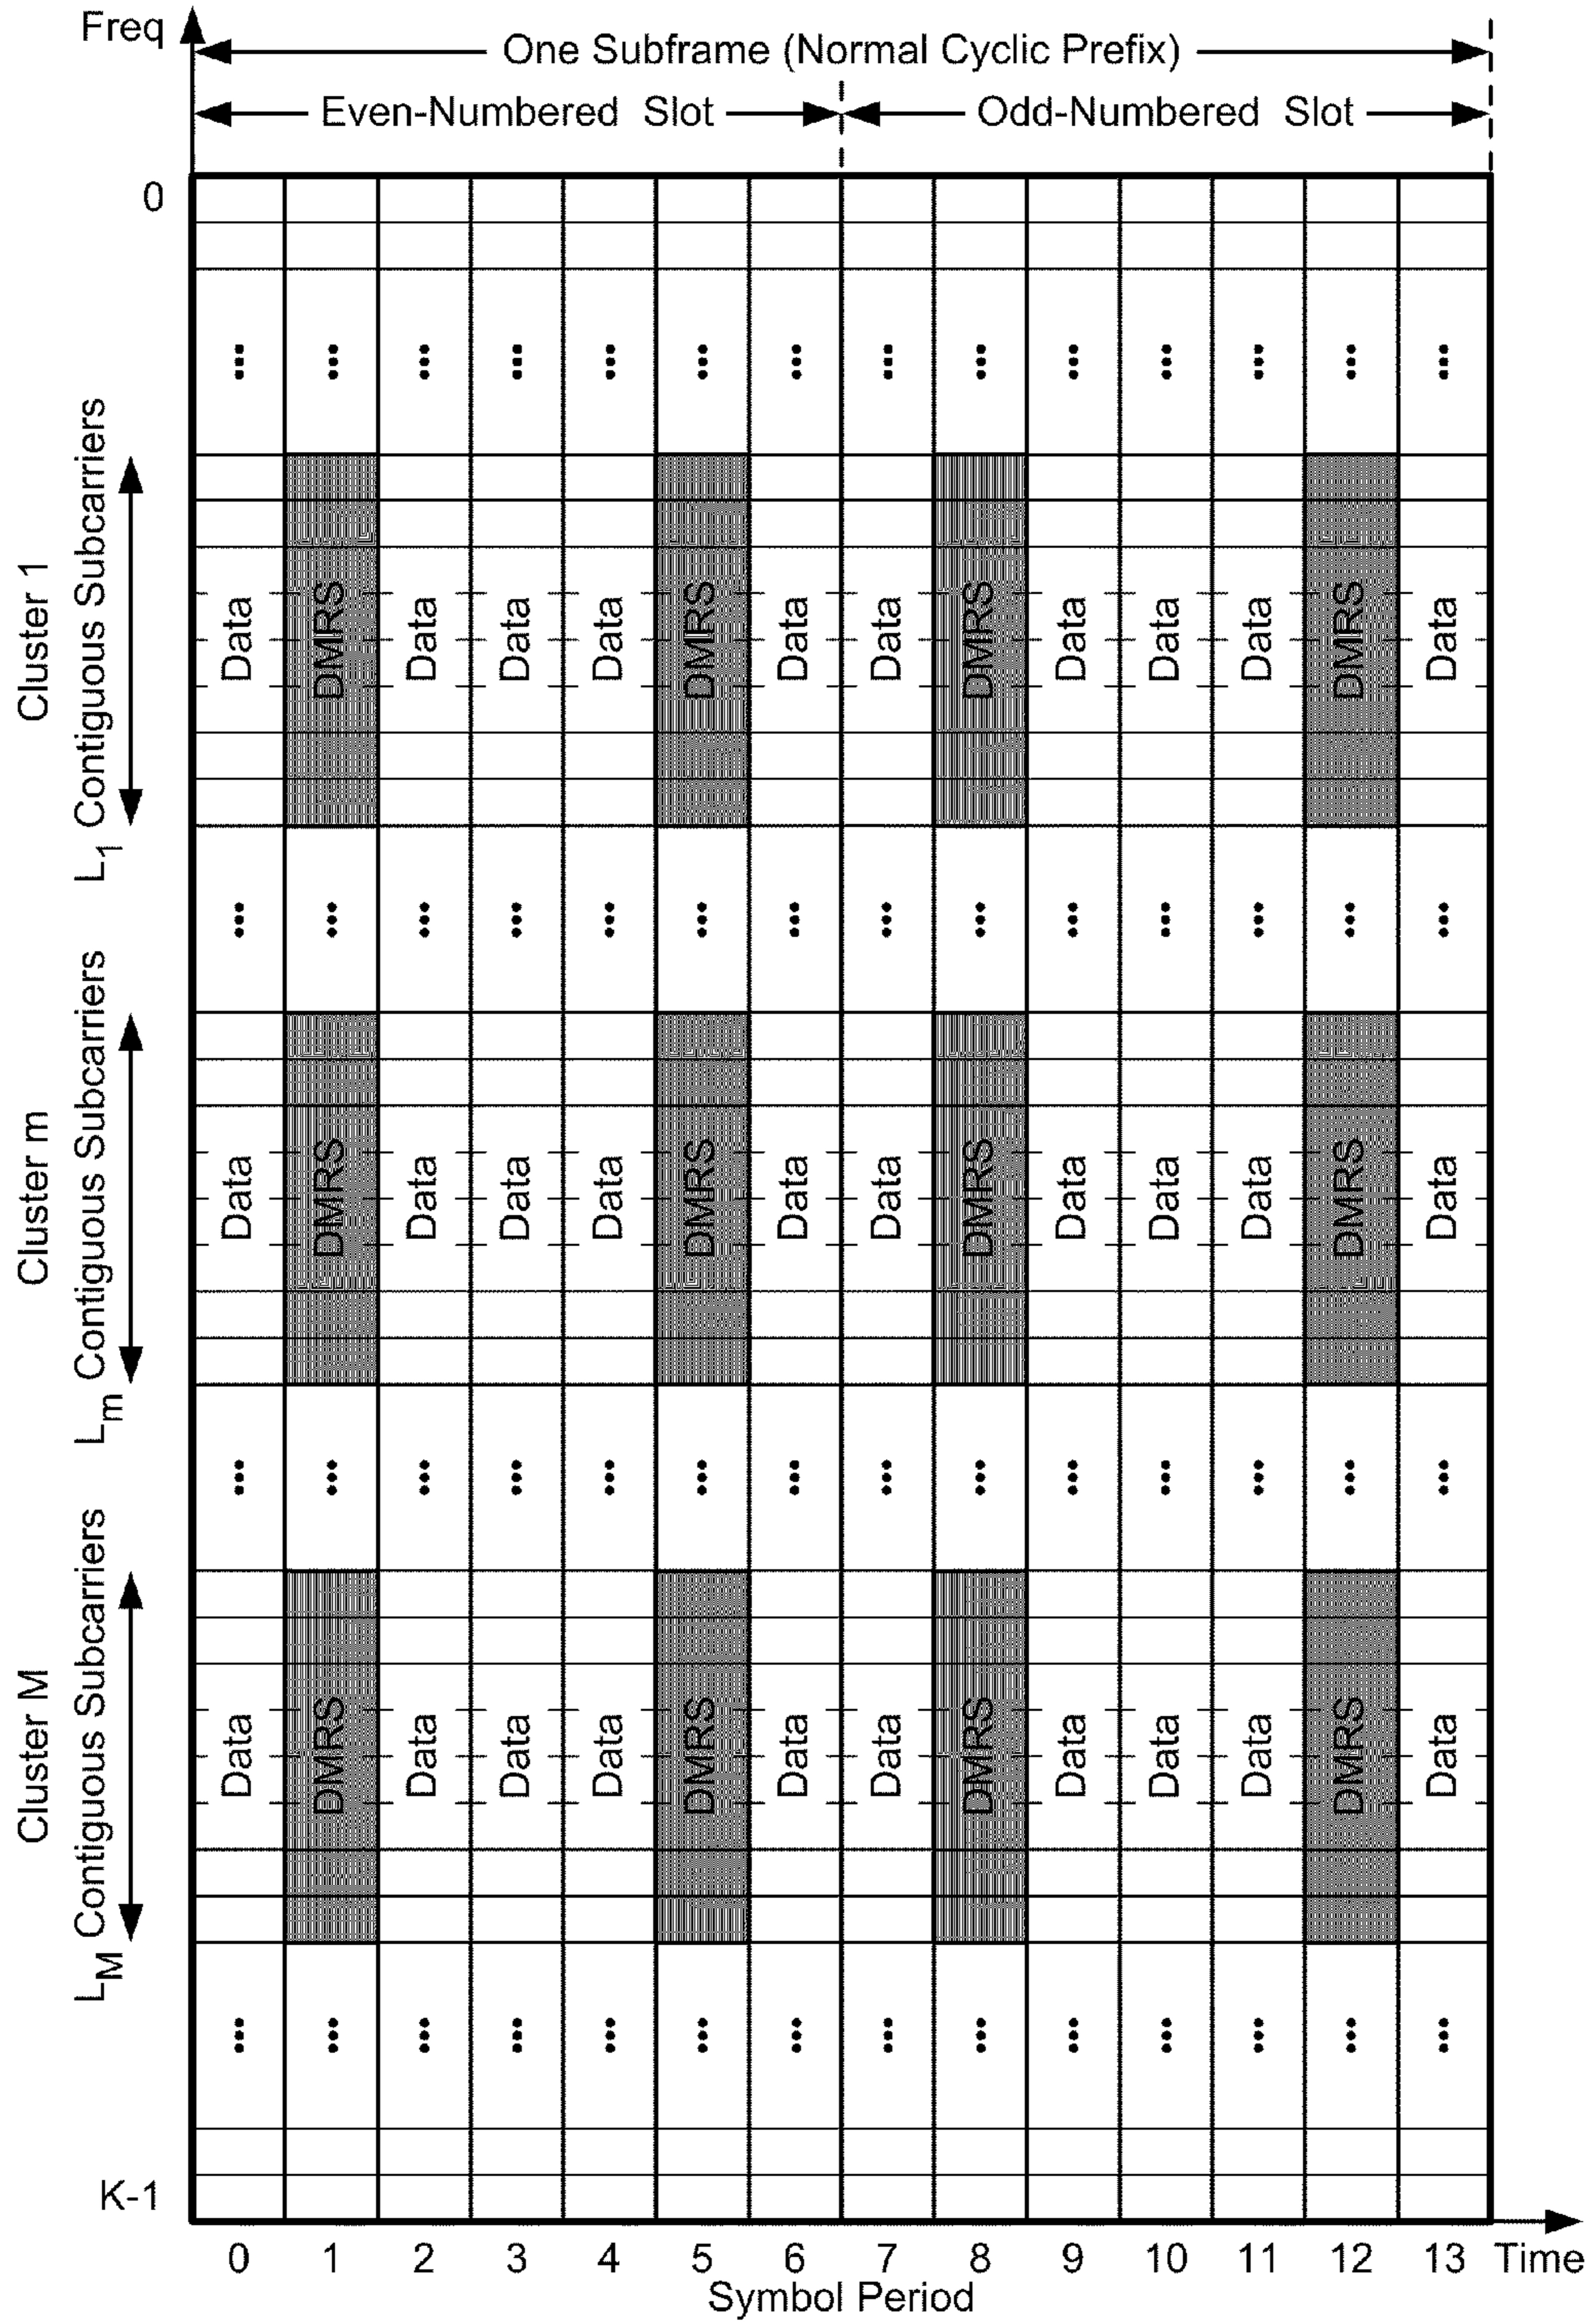 Freq
One Subframe (Normal Cyclic Prefix)
Even-Numbered Slot
Odd-Numbered Slot
0
Cluster 1
L1 Contiguous Subcarriers
Data DMRS Data Data Data DMRS Data Data DMRS Data Data Data DMRS Data
Cluster m
Lm Contiguous Subcarriers
Data DMRS Data Data Data DMRS Data Data DMRS Data Data Data DMRS Data
Cluster M
LM Contiguous Subcarriers
Data DMRS Data Data Data DMRS Data Data DMRS Data Data Data DMRS Data
K-1
0 1 2 3 4 5 6 7 8 9 10 11 12 13 Time
Symbol Period